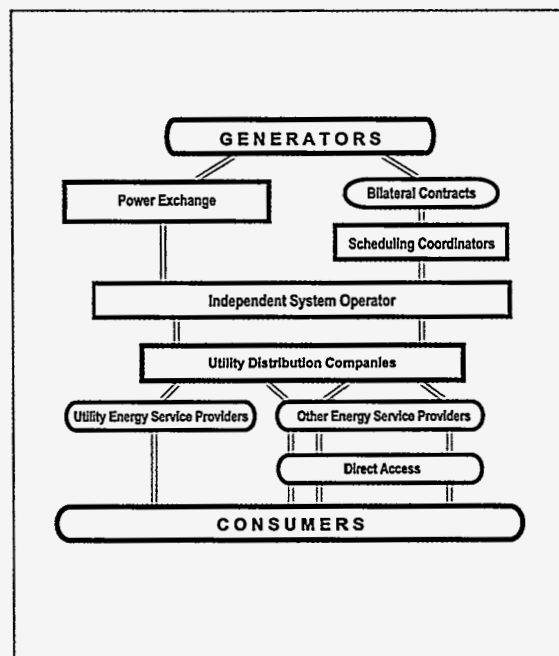 GENERATORS
Power Exchange
Bilateral Contracts
Scheduling Coordinators
Independent System Operator
Utility Distribution Companies
Utility Energy Service Providers
Other Energy Service Providers
Direct Access
CONSUMERS